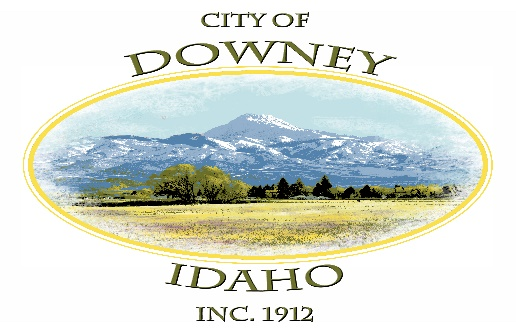 CITY OF
DOWNEY
IDAHO
INC. 1912